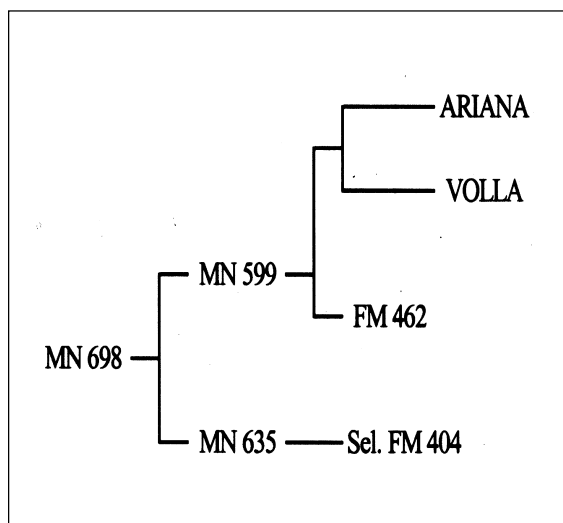 ARIANA
VOLLA
MN 599
FM 462
MN 698
MN 635
Sel. FM 404